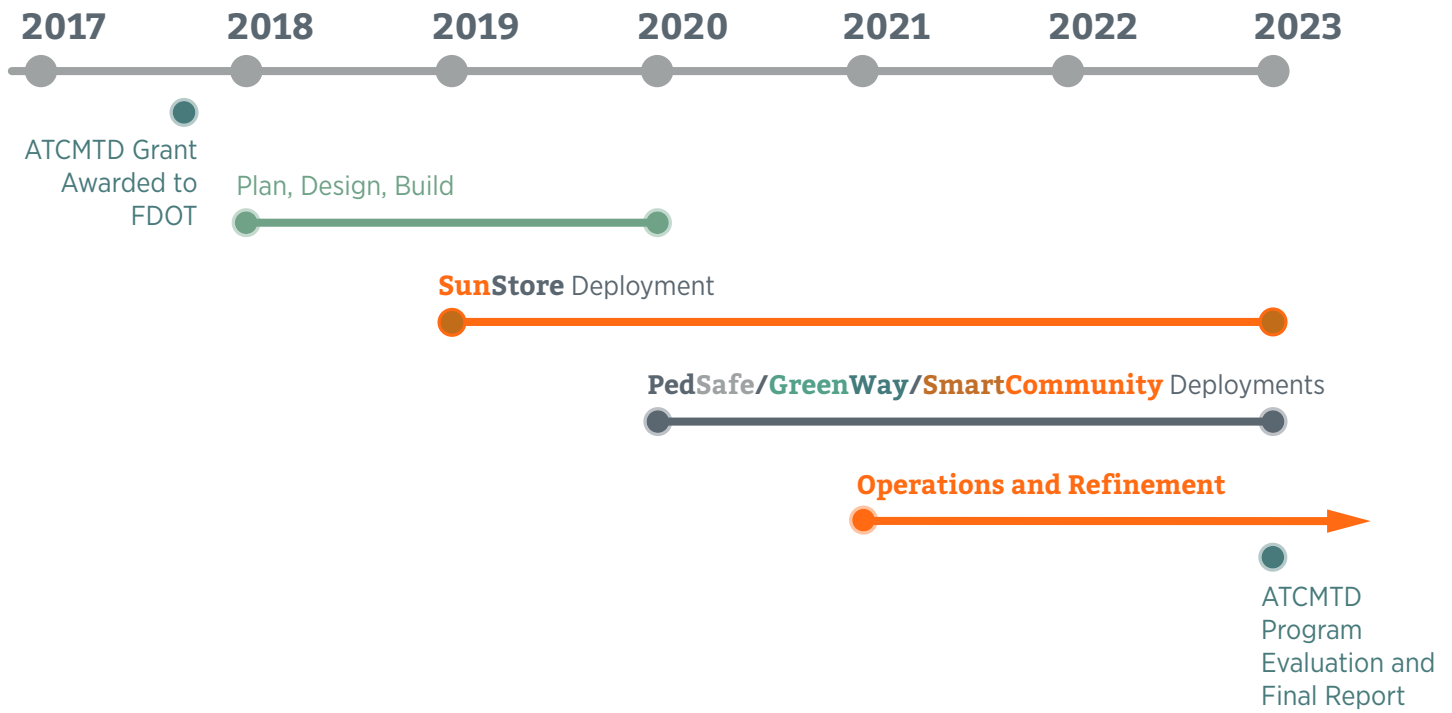 2017 2018 2019 2020 2021 2022 2023
ATCMTD Grant
Awarded to
FDOT
Plan, Design, Build
SunStore Deployment
PedSafe/GreenWay/SmartCommunity Deployments
Operations and Refinement
ATCMTD
Program
Evaluation and
Final Report